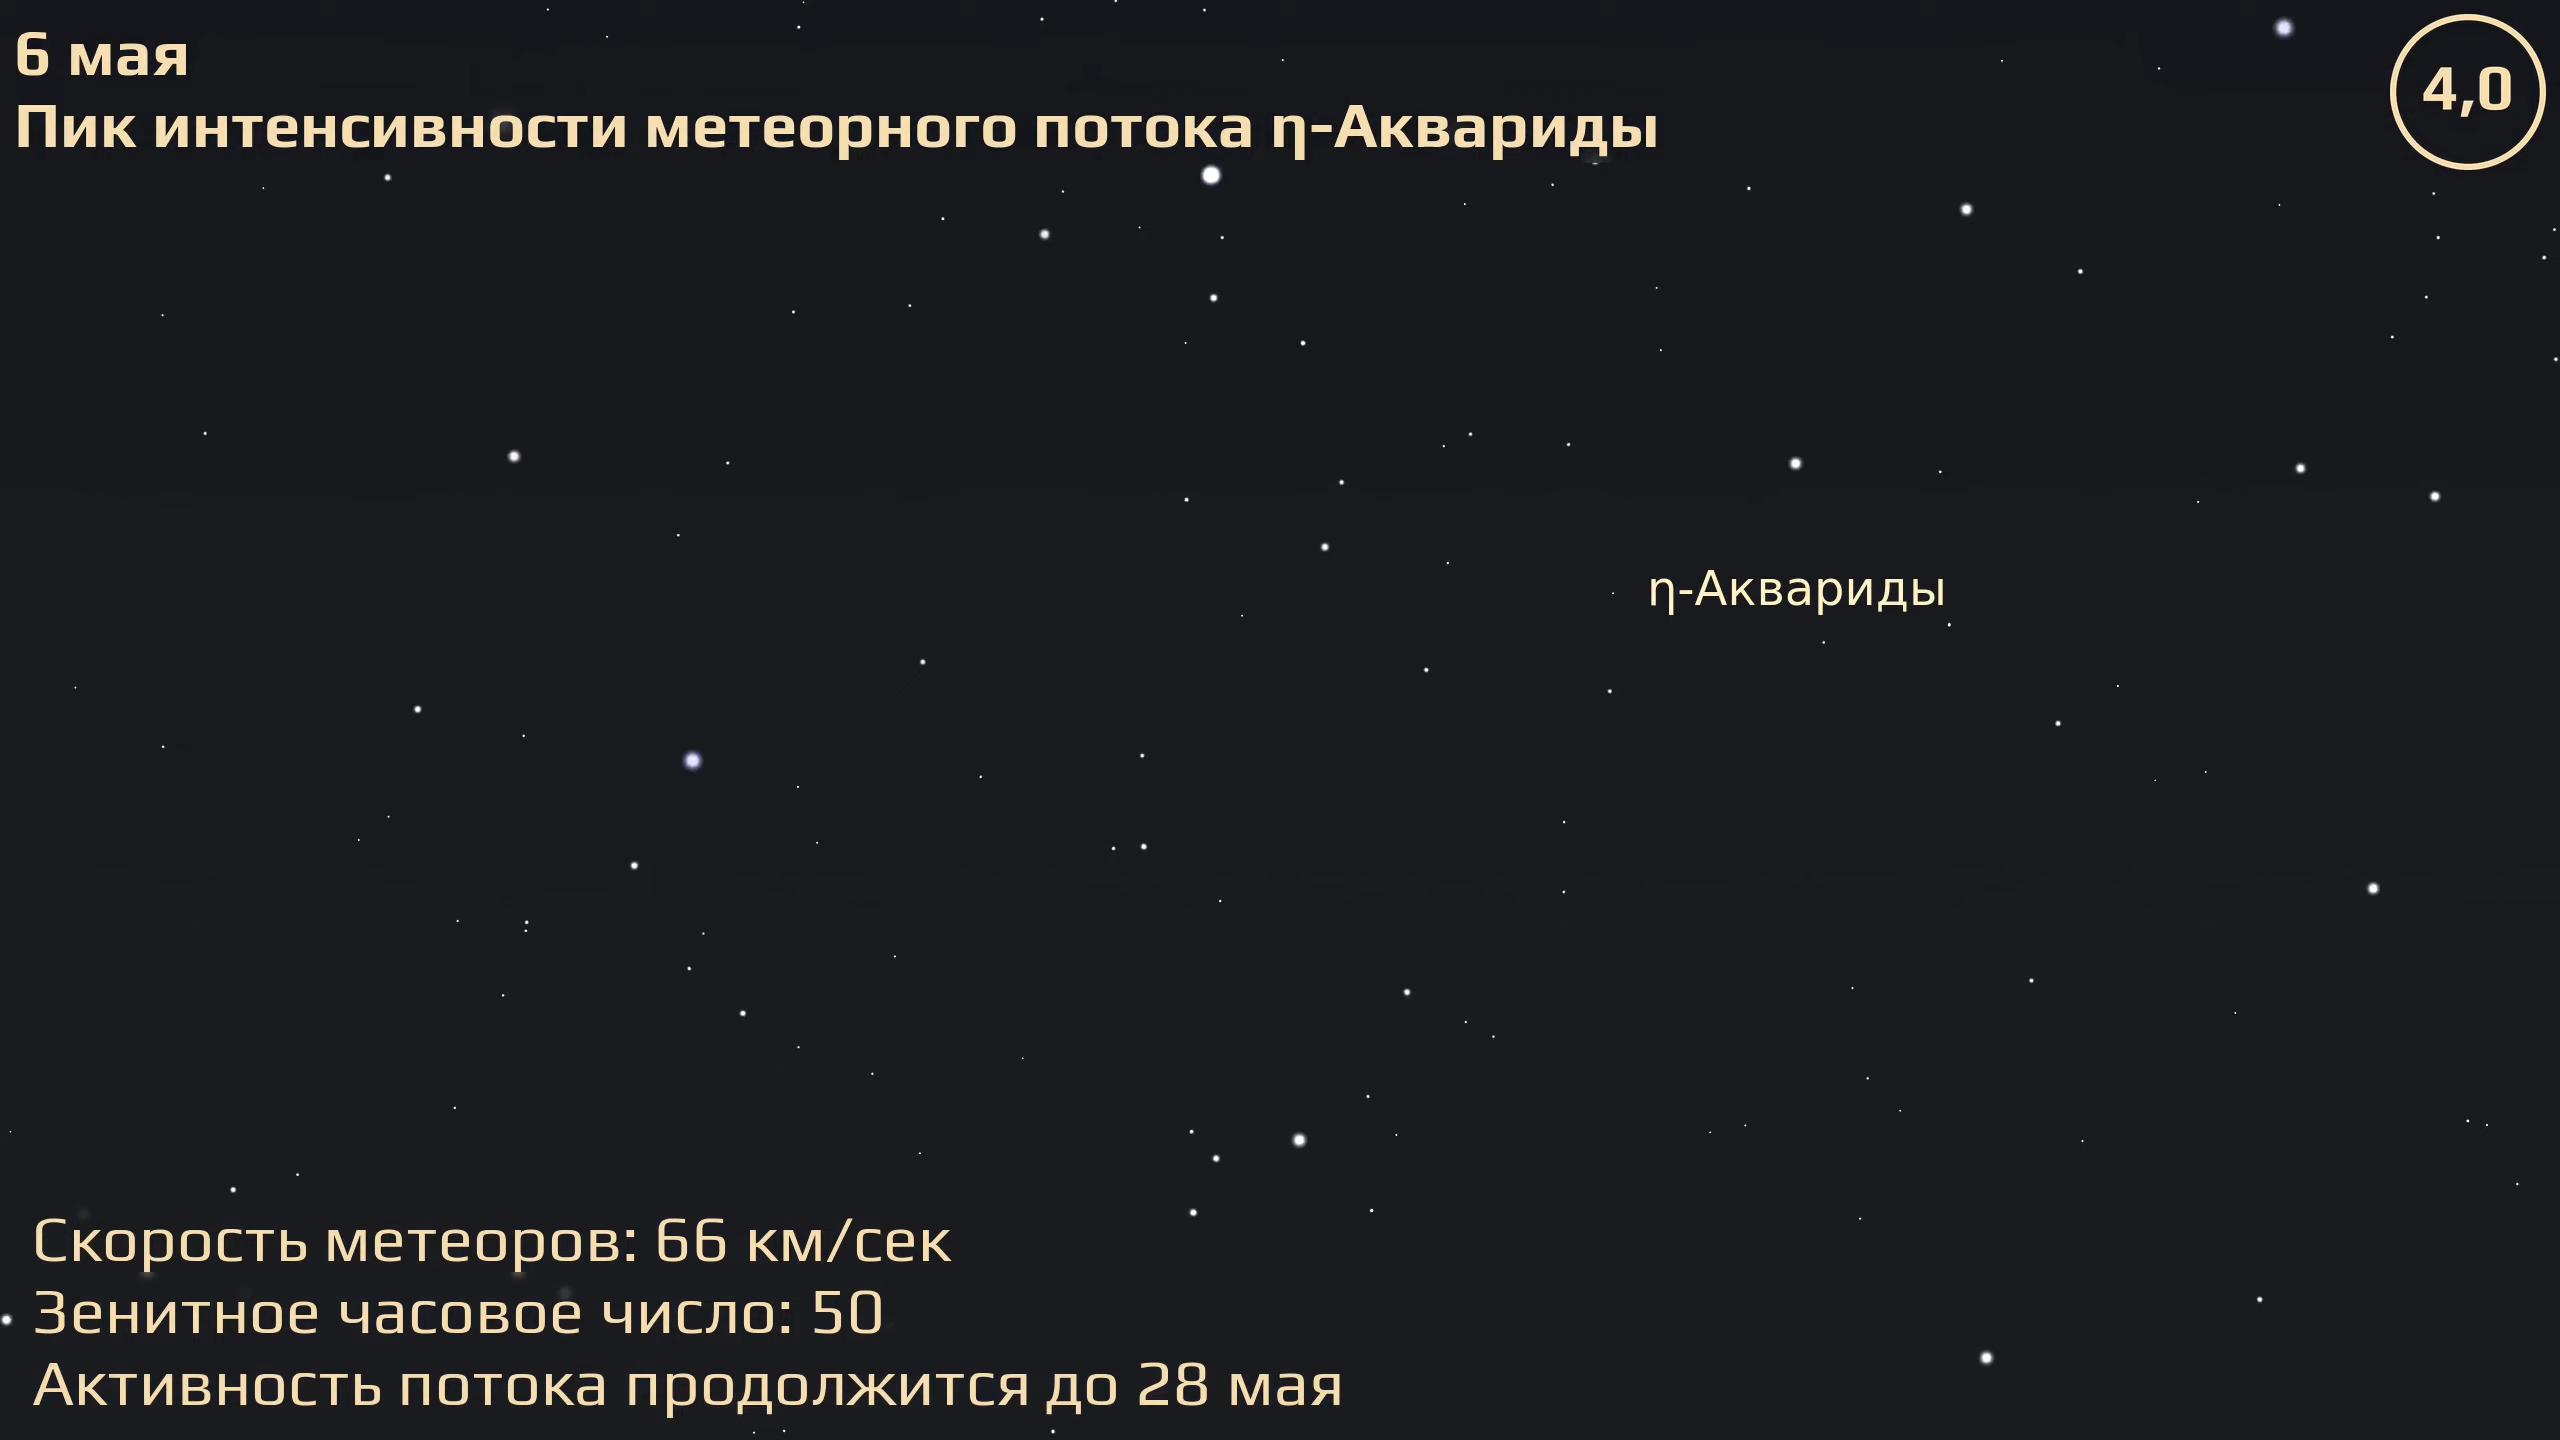 6 мая
Пик интенсивности метеорного потока η-Аквариды
4,0
η-Аквариды
Скорость метеоров: 66 км/сек
Зенитное часовое число: 50
Активность потока продолжится до 28 мая